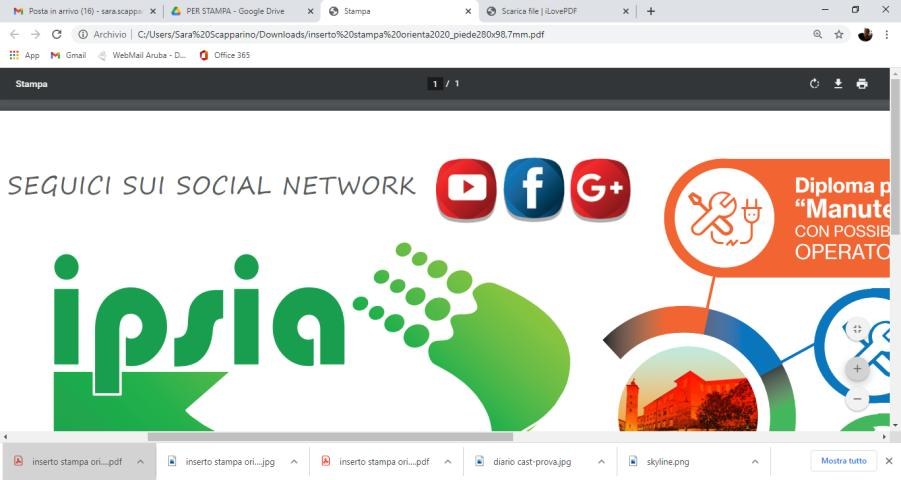 Posta in arrivo (16) - sara.scappa
PER STAMPA - Google Drive
Stampa
Scarica file | iLovePDF
Archivio | C:/Users/Sara%20Scapparino/Downloads/inserto%20stampa%20orienta2020_piede280x98,7mm.pdf
App
Gmail
WebMail Aruba - D...
Office 365
Stampa
1 / 1
SEGUICI SUI SOCIAL NETWORK
f
G+
Diploma p
"Manute
CON POSSIB
OPERATO
ipsia
inserto stampa ori....pdf
inserto stampa ori....jpg
inserto stampa ori....pdf
diario cast-prova.jpg
skyline.png
Mostra tutto